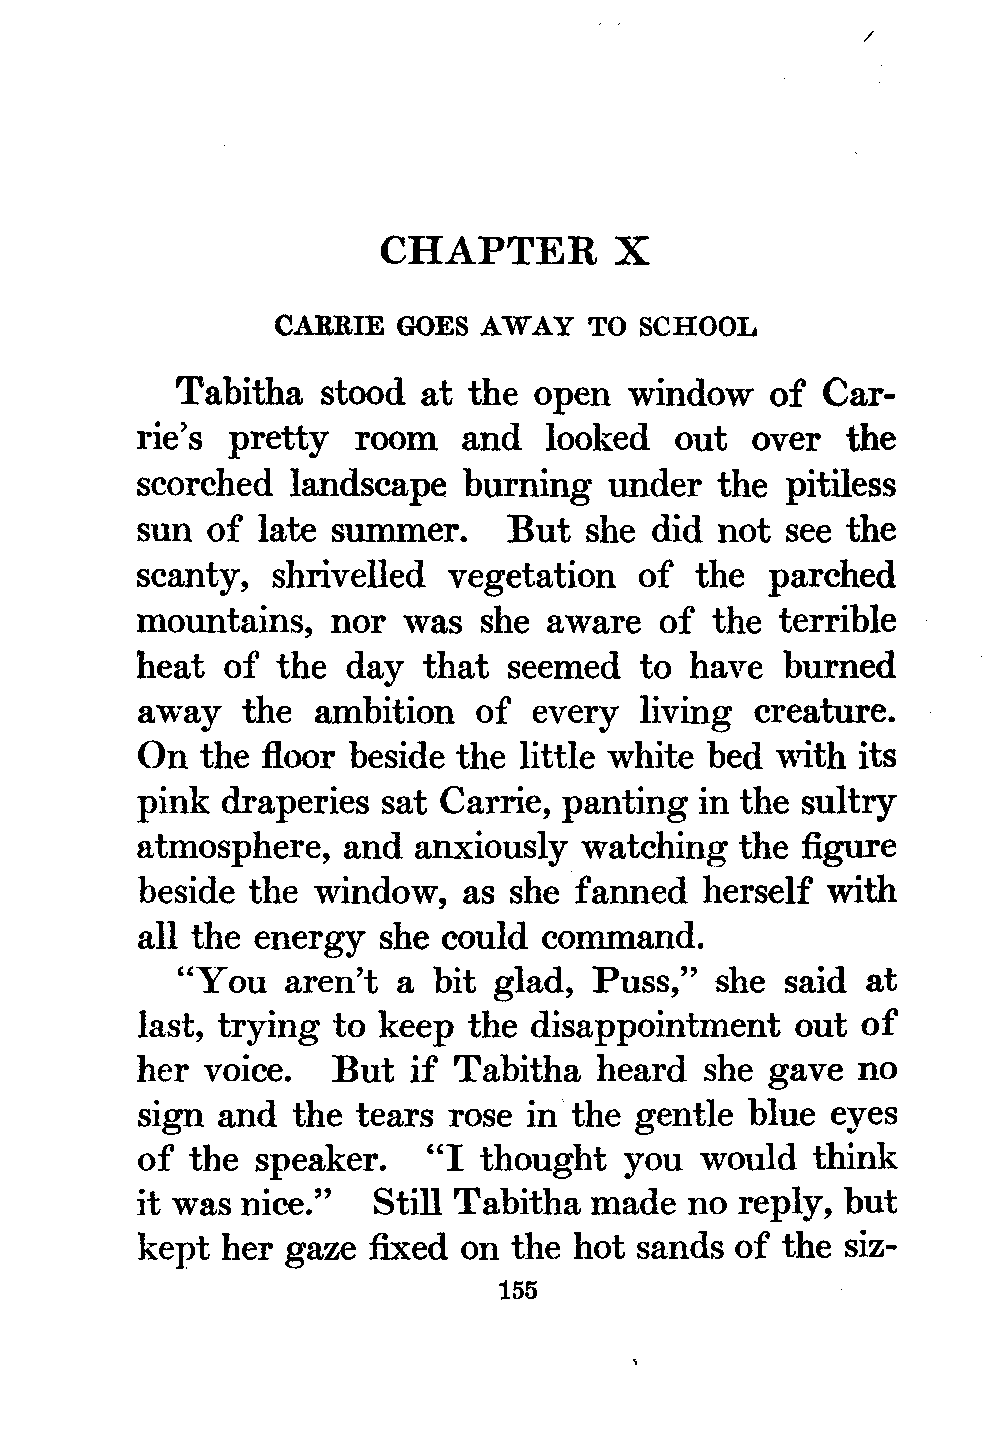 CHAPTER X
CARRIE GOES AWAY TO SCHOOL
Tabitha stood at the open window of Car-
rie's pretty room and looked out over the
scorched landscape burning under the pitiless
sun of late summer. But she did not see the
scanty, shrivelled vegetation of the parched
mountains, nor was she aware of the terrible
heat of the day that seemed to have burned
away the ambition of every living creature.
On the floor beside the little white bed with its
pink draperies sat Carrie, panting in the sultry
atmosphere, and anxiously watching the figure
beside the window, as she fanned herself with
all the energy she could command.
"You aren't a bit glad, Puss," she said at
last, trying to keep the disappointment out of
her voice. But if Tabitha heard she gave no
sign and the tears rose in the gentle blue eyes
of the speaker. "I thought you would think
it was nice." Still Tabitha made no reply, but
kept her gaze fixed on the hot sands of the siz-
155